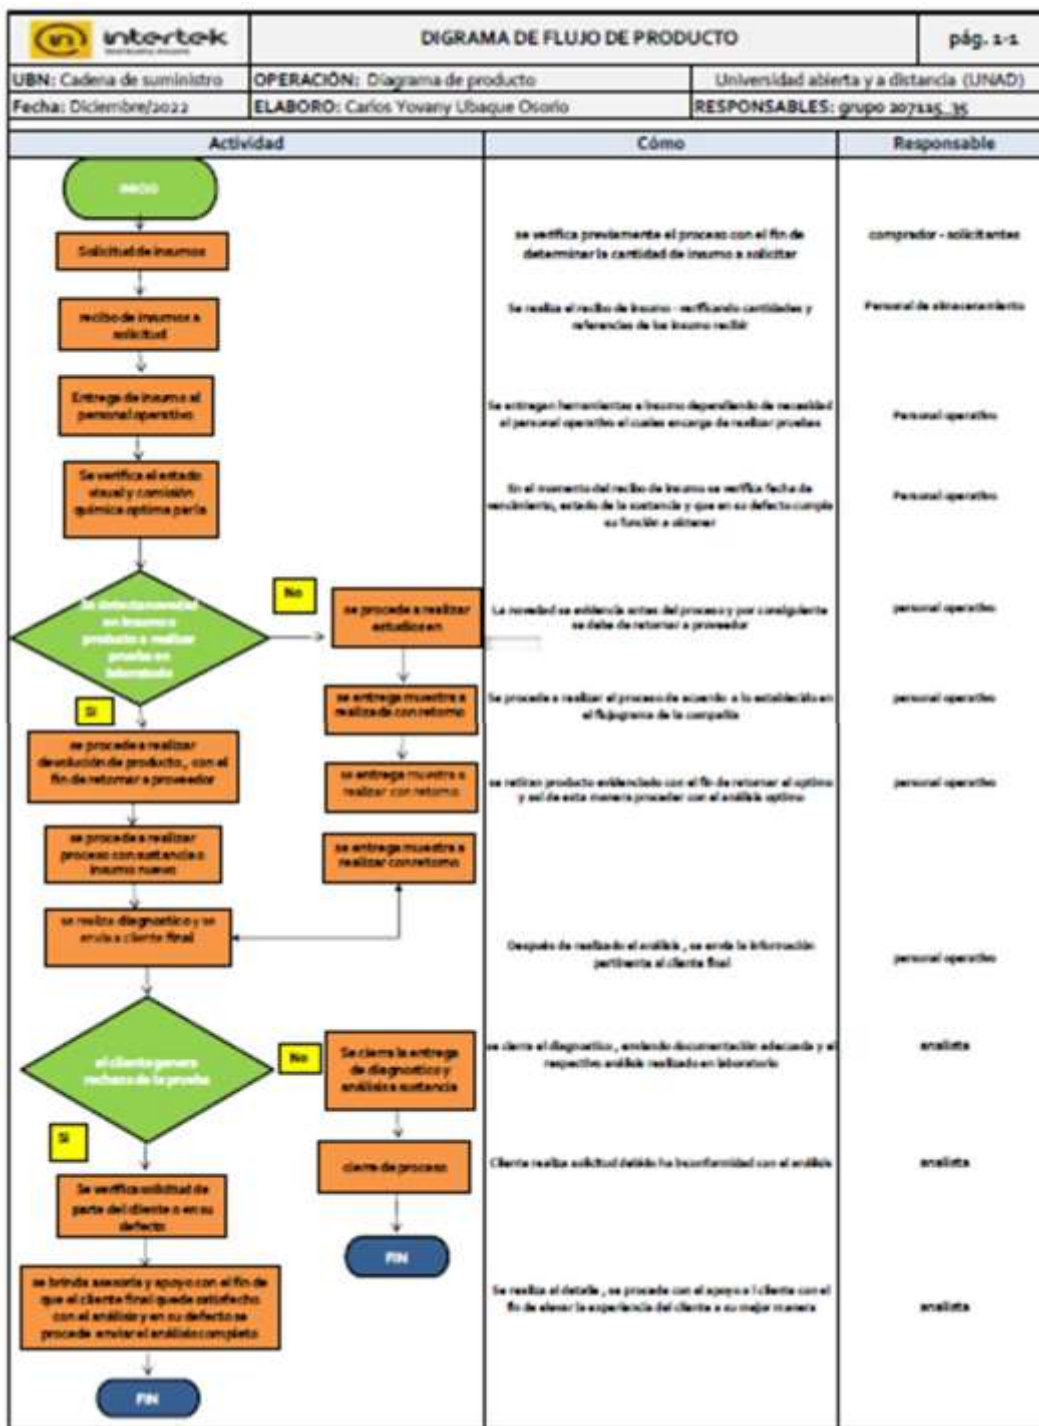 intertek
DIGRAMA DE FLUJO DE PRODUCTO
pág. 1-1
UBN: Cadena de suministro
OPERACIÓN: Diagrama de producto
Universidad abierta y a distancia (UNAD)
Fecha: Diciembre/2022
ELABORO: Carlos Yovany Ubaque Osorio
RESPONSABLES: grupo 207115_35
Actividad
Cómo
Responsable
INICIO
Solicitud de insumos
se verifica previamente el proceso con el fin de
determinar la cantidad de insumo a solicitar
comprador - solicitantes
recibo de insumos a
solicitud
Se realiza el recibo de insumo - verificando cantidades y
referencias de los insumo recibir
Personal de almacenamiento
Entrega de insumo al
personal operativo
Se entregan herramientas e insumo dependiendo de necesidad
al personal operativo el cuales encarga de realizar pruebas
Personal operativo
Se verifica el estado
visual y comisión
química optima par la
En el momento del recibo de insumo se verifica fecha de
vencimiento, estado de la sustancia y que en su defecto cumpla
su función a obtener
Personal operativo
Se detecta novedad
en insumo o
producto a realizar
prueba en
laboratorio
No
se procede a realizar
estudios en
La novedad se evidencia antes del proceso y por consiguiente
se debe de retornar a proveedor
personal operativo
Si
se entrega muestra a
realizada con retorno
Se procede a realizar el proceso de acuerdo a lo establecido en
el flujograma de la compañía
personal operativo
se procede a realizar
devolución de producto, con el
fin de retornar a proveedor
se entrega muestra a
realizar con retorno
se retiran producto evidenciado con el fin de retornar el optimo
y así de esta manera proceder con el análisis optimo
personal operativo
se procede a realizar
proceso con sustancia o
insumo nuevo
se entrega muestra a
realizar con retorno
se realiza diagnostico y se
envía a cliente final
Después de realizado el análisis, se envía la información
pertinente al cliente final
personal operativo
el cliente genero
rechazo de la prueba
No
Se cierra la entrega
de diagnostico y
análisis a sustancia
se cierra el diagnostico, enviando documentación adecuada y el
respectivo análisis realizado en laboratorio
analista
Si
cierre de proceso
Cliente realiza solicitud debido ha inconformidad con el análisis
analista
Se verifica solicitud de
parte del cliente o en su
defecto
FIN
se brinda asesoría y apoyo con el fin de
que el cliente final quede satisfecho
con el análisis y en su defecto se
procede enviar el análisis completo
Se realiza al detalle, se procede con el apoyo a l cliente con el
fin de elevar la experiencia del cliente a su mejor manera
analista
FIN